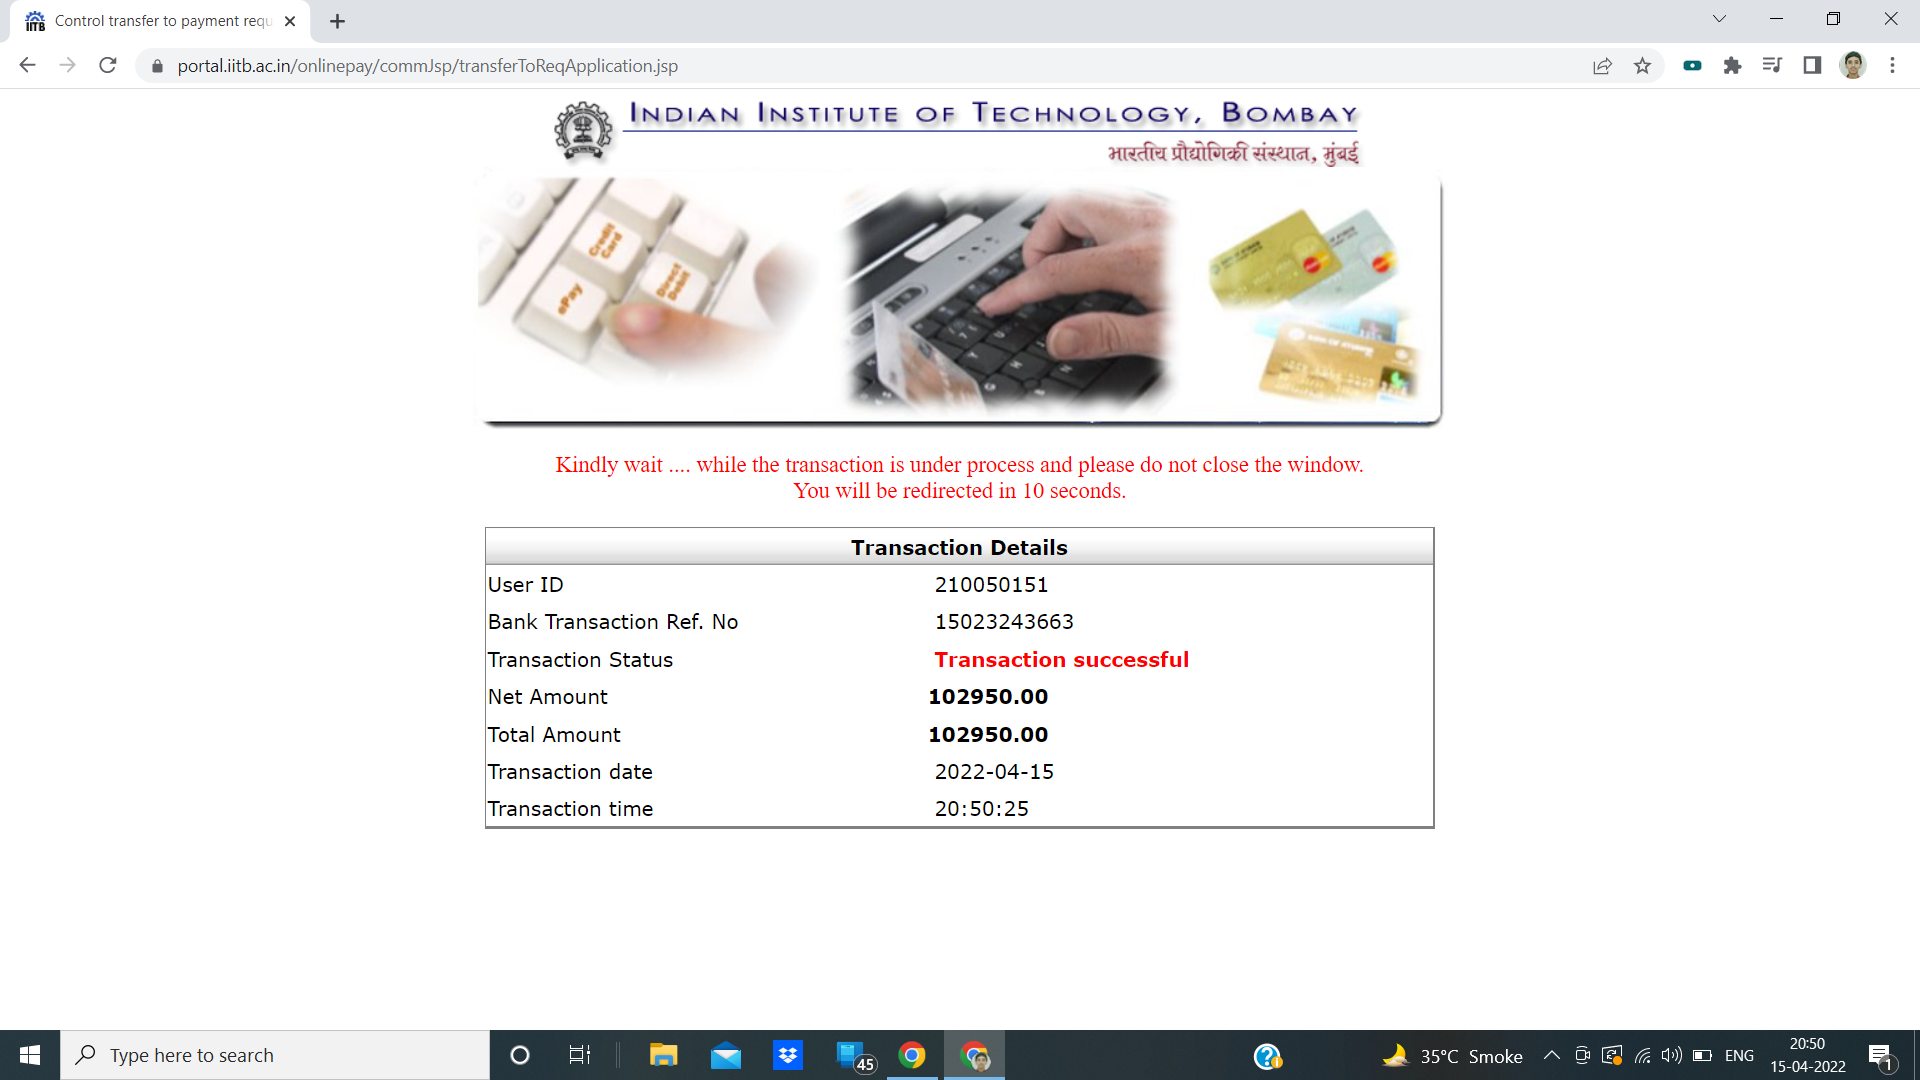 IITB Control transfer to payment requ
portal.iitb.ac.in/onlinepay/commJsp/transferToReqApplication.jsp
INDIAN INSTITUTE OF TECHNOLOGY, BOMBAY
भारतीय प्रौद्योगिकी संस्थान, मुंबई
Credit Card
Direct Debit
ePay
Kindly wait .... while the transaction is under process and please do not close the window.
You will be redirected in 10 seconds.
Transaction Details
User ID 210050151
Bank Transaction Ref. No 15023243663
Transaction Status Transaction successful
Net Amount 102950.00
Total Amount 102950.00
Transaction date 2022-04-15
Transaction time 20:50:25
Type here to search 45 35°C Smoke ENG 20:50
15-04-2022 1